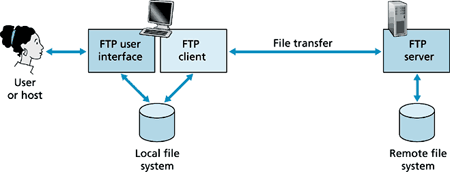 FTP user
interface
FTP
client
File transfer
FTP
server
User
or host
Local file
system
Remote file
system